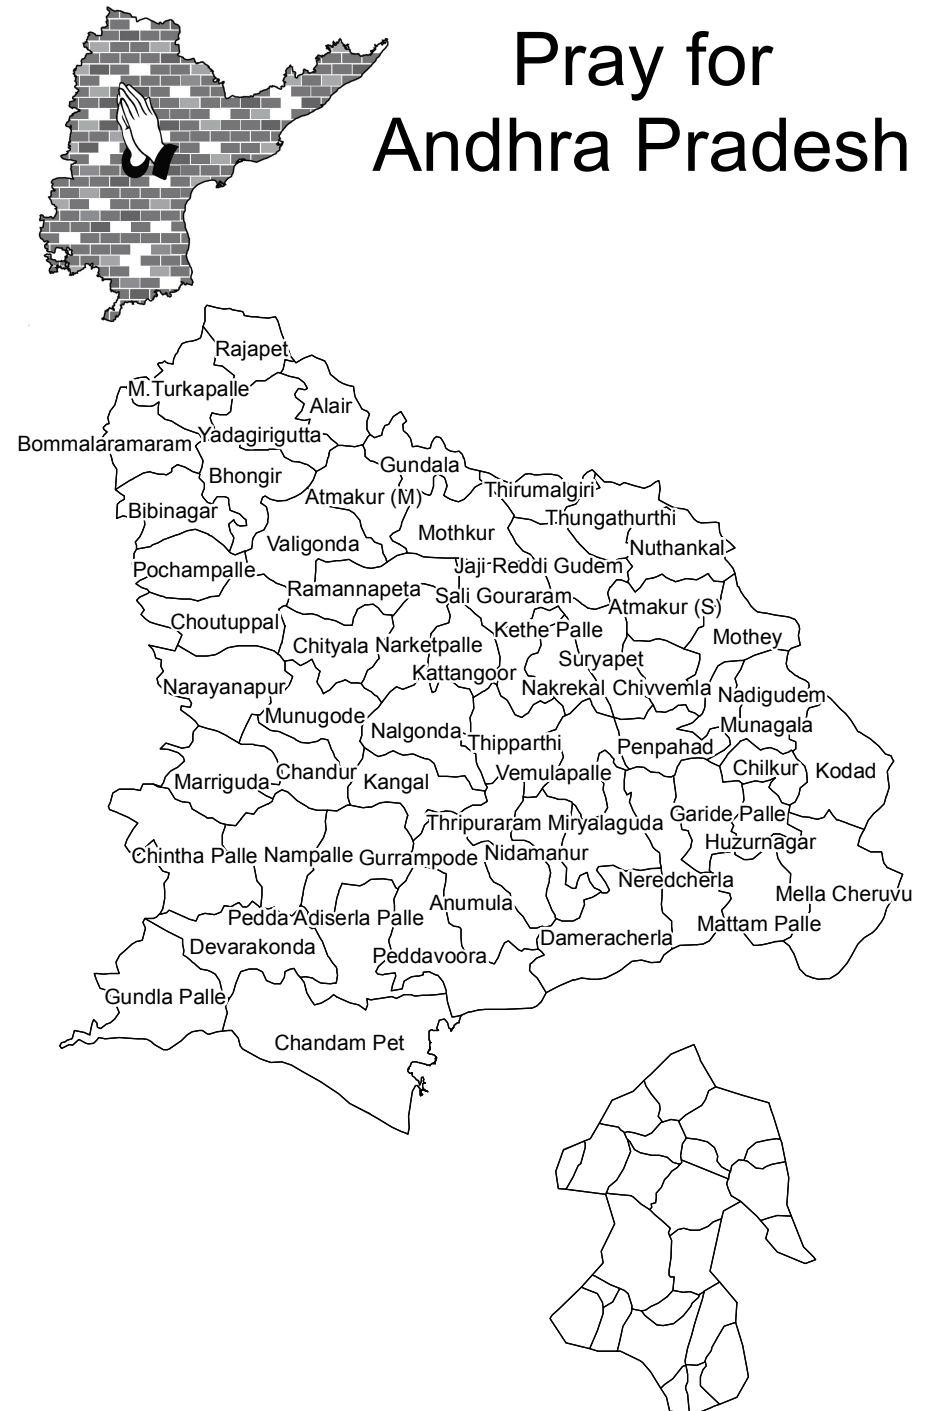 Pray for
Andhra Pradesh
Rajapet
M.Turkapalle
Alair
Bommalaramaram
Yadagirigutta
Gundala
Bhongir
Atmakur (M)
Thirumalgiri
Bibinagar
Thungathurthi
Mothkur
Valigonda
Nuthankal
Pochampalle
Jaji-Reddi Gudem
Ramannapeta
Sali Gouraram
Atmakur (S)
Choutuppal
Kethe Palle
Mothey
Chityala
Narketpalle
Suryapet
Kattangoor
Narayanapur
Nakrekal
Chivvemla
Nadigudem
Munugode
Munagala
Nalgonda
Thipparthi
Penpahad
Chandur
Vemulapalle
Chilkur
Kodad
Marriguda
Kangal
Garide Palle
Thripuraram
Miryalaguda
Huzurnagar
Chintha Palle
Nampalle
Gurrampode
Nidamanur
Neredcherla
Mella Cheruvu
Anumula
Pedda Adiserla Palle
Mattam Palle
Devarakonda
Dameracherla
Peddavoora
Gundla Palle
Chandam Pet